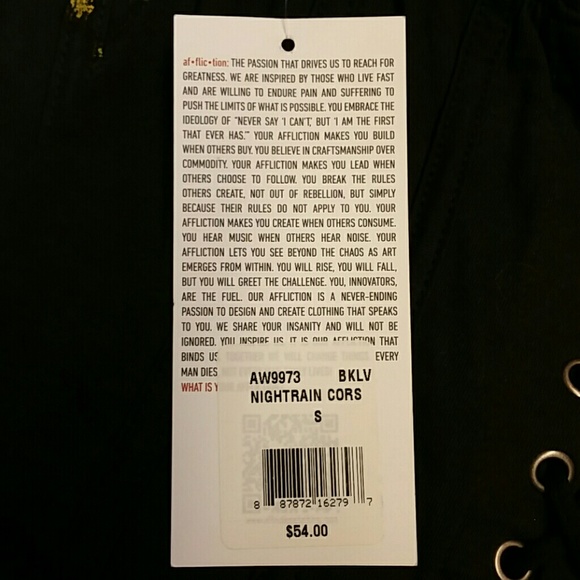 af•flic•tion: THE PASSION THAT DRIVES US TO REACH FOR
GREATNESS. WE ARE INSPIRED BY THOSE WHO LIVE FAST
AND ARE WILLING TO ENDURE PAIN AND SUFFERING TO
PUSH THE LIMITS OF WHAT IS POSSIBLE. YOU EMBRACE THE
IDEOLOGY OF "NEVER SAY 'I CAN'T,' BUT 'I AM THE FIRST
THAT EVER HAS.'" YOUR AFFLICTION MAKES YOU BUILD
WHEN OTHERS BUY. YOU BELIEVE IN CRAFTSMANSHIP OVER
COMMODITY. YOUR AFFLICTION MAKES YOU LEAD WHEN
OTHERS CHOOSE TO FOLLOW. YOU BREAK THE RULES
OTHERS CREATE, NOT OUT OF REBELLION, BUT SIMPLY
BECAUSE THEIR RULES DO NOT APPLY TO YOU. YOUR
AFFLICTION MAKES YOU CREATE WHEN OTHERS CONSUME.
YOU HEAR MUSIC WHEN OTHERS HEAR NOISE. YOUR
AFFLICTION LETS YOU SEE BEYOND THE CHAOS AS ART
EMERGES FROM WITHIN. YOU WILL RISE, YOU WILL FALL,
BUT YOU WILL GREET THE CHALLENGE. YOU, INNOVATORS,
ARE THE FUEL. OUR AFFLICTION IS A NEVER-ENDING
PASSION TO DESIGN AND CREATE CLOTHING THAT SPEAKS
TO YOU. WE SHARE YOUR INSANITY AND WILL NOT BE
IGNORED. YOU INSPIRE US. IT IS OUR AFFLICTION THAT
BINDS US TOGETHER WE WILL CHANGE THINGS. EVERY
MAN DIES
WHAT IS
AW9973 BKLV
NIGHTRAIN CORS
S
8 87872 16279 7
$54.00